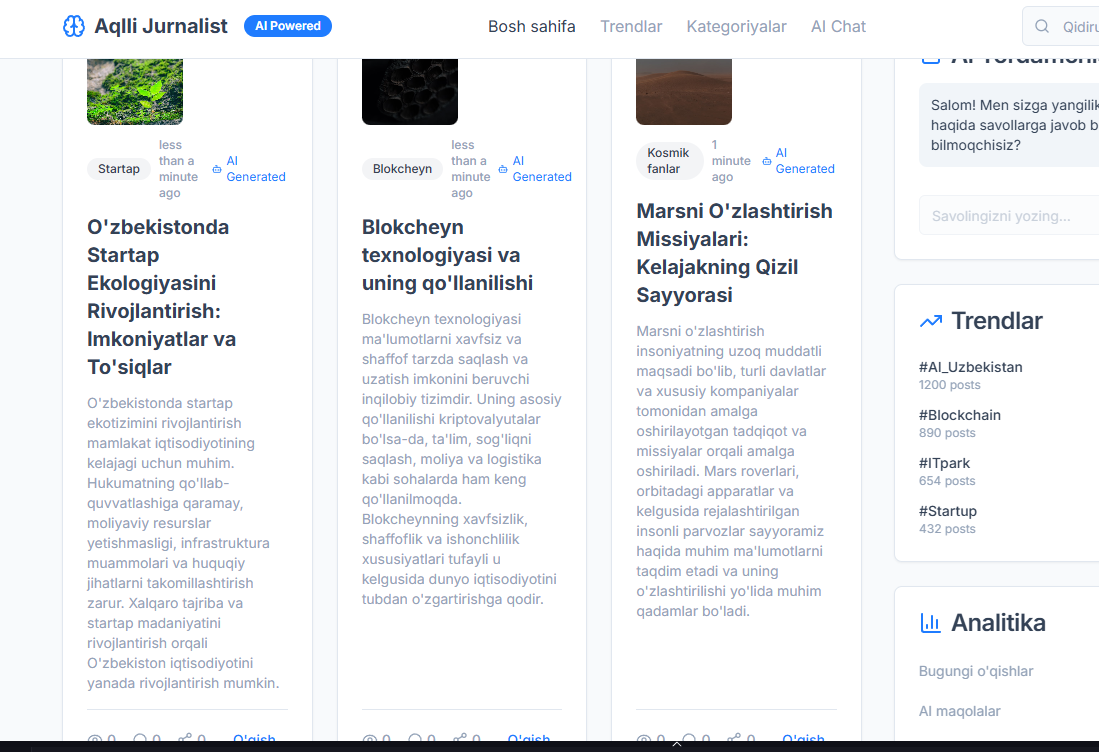 Aqlli Jurnalist
AI Powered
Bosh sahifa
Trendlar
Kategoriyalar
AI Chat
Startap
less
than a
minute
ago
AI
Generated
O'zbekistonda
Startap
Ekologiyasini
Rivojlantirish:
Imkoniyatlar va
To'siqlar
O'zbekistonda startap
ekotizimini rivojlantirish
mamlakat iqtisodiyotining
kelajagi uchun muhim.
Hukumatning qo'llab-
quvvatlashiga qaramay,
moliyaviy resurslar
yetishmasligi, infrastruktura
muammolari va huquqiy
jihatlarni takomillashtirish
zarur. Xalqaro tajriba va
startap madaniyatini
rivojlantirish orqali
O'zbekiston iqtisodiyotini
yanada rivojlantirish mumkin.
0 0 0 O'qish
Blokcheyn
less
than a
minute
ago
AI
Generated
Blokcheyn
texnologiyasi va
uning qo'llanilishi
Blokcheyn texnologiyasi
ma'lumotlarni xavfsiz va
shaffof tarzda saqlash va
uzatish imkonini beruvchi
inqilobiy tizimdir. Uning asosiy
qo'llanilishi kriptovalyutalar
bo'lsa-da, ta'lim, sog'liqni
saqlash, moliya va logistika
kabi sohalarda ham keng
qo'llanilmoqda.
Blokcheynning xavfsizlik,
shaffoflik va ishonchlilik
xususiyatlari tufayli u
kelgusida dunyo iqtisodiyotini
tubdan o'zgartirishga qodir.
0 0 0 O'qish
Kosmik
fanlar
1
minute
ago
AI
Generated
Marsni O'zlashtirish
Missiyalari:
Kelajakning Qizil
Sayyorasi
Marsni o'zlashtirish
insoniyatning uzoq muddatli
maqsadi bo'lib, turli davlatlar
va xususiy kompaniyalar
tomonidan amalga
oshirilayotgan tadqiqot va
missiyalar orqali amalga
oshiriladi. Mars roverlari,
orbitadagi apparatlar va
kelgusida rejalashtirilgan
insonli parvozlar sayyoramiz
haqida muhim ma'lumotlarni
taqdim etadi va uning
o'zlashtirilishi yo'lida muhim
qadamlar bo'ladi.
0 0 0 O'qish
Salom! Men sizga yangilik
haqida savollarga javob b
bilmoqchisiz?
Savolingizni yozing...
Trendlar
#AI_Uzbekistan
1200 posts
#Blockchain
890 posts
#ITpark
654 posts
#Startup
432 posts
Analitika
Bugungi o'qishlar
AI maqolalar